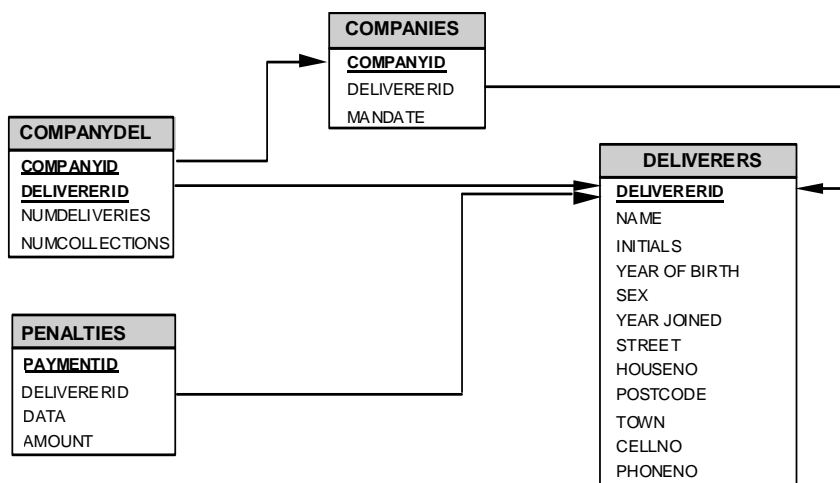 COMPANIES
COMPANYID
DELIVERERID
MANDATE
COMPANYDEL
COMPANYID
DELIVERERID
NUMDELIVERIES
NUMCOLLECTIONS
DELIVERERS
DELIVERERID
NAME
INITIALS
YEAR OF BIRTH
SEX
YEAR JOINED
STREET
HOUSENO
POSTCODE
TOWN
CELLNO
PHONENO
PENALTIES
PAYMENTID
DELIVERERID
DATA
AMOUNT